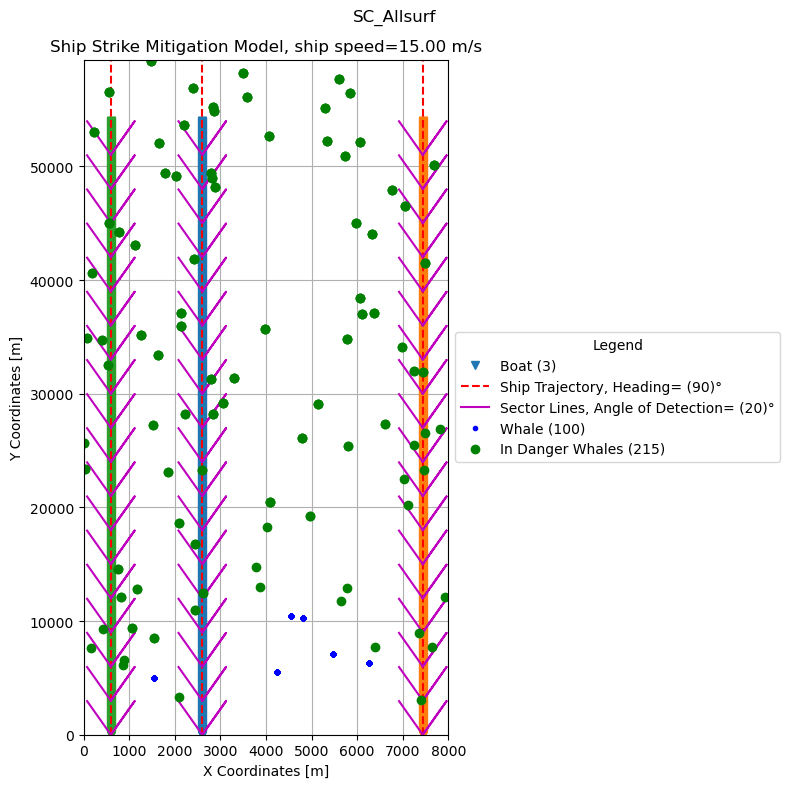 SC_Allsurf
Ship Strike Mitigation Model, ship speed=15.00 m/s
50000
40000
30000
20000
10000
0
Y Coordinates [m]
0 1000 2000 3000 4000 5000 6000 7000 8000
X Coordinates [m]
Legend
Boat (3)
Ship Trajectory, Heading= (90)°
Sector Lines, Angle of Detection= (20)°
Whale (100)
In Danger Whales (215)